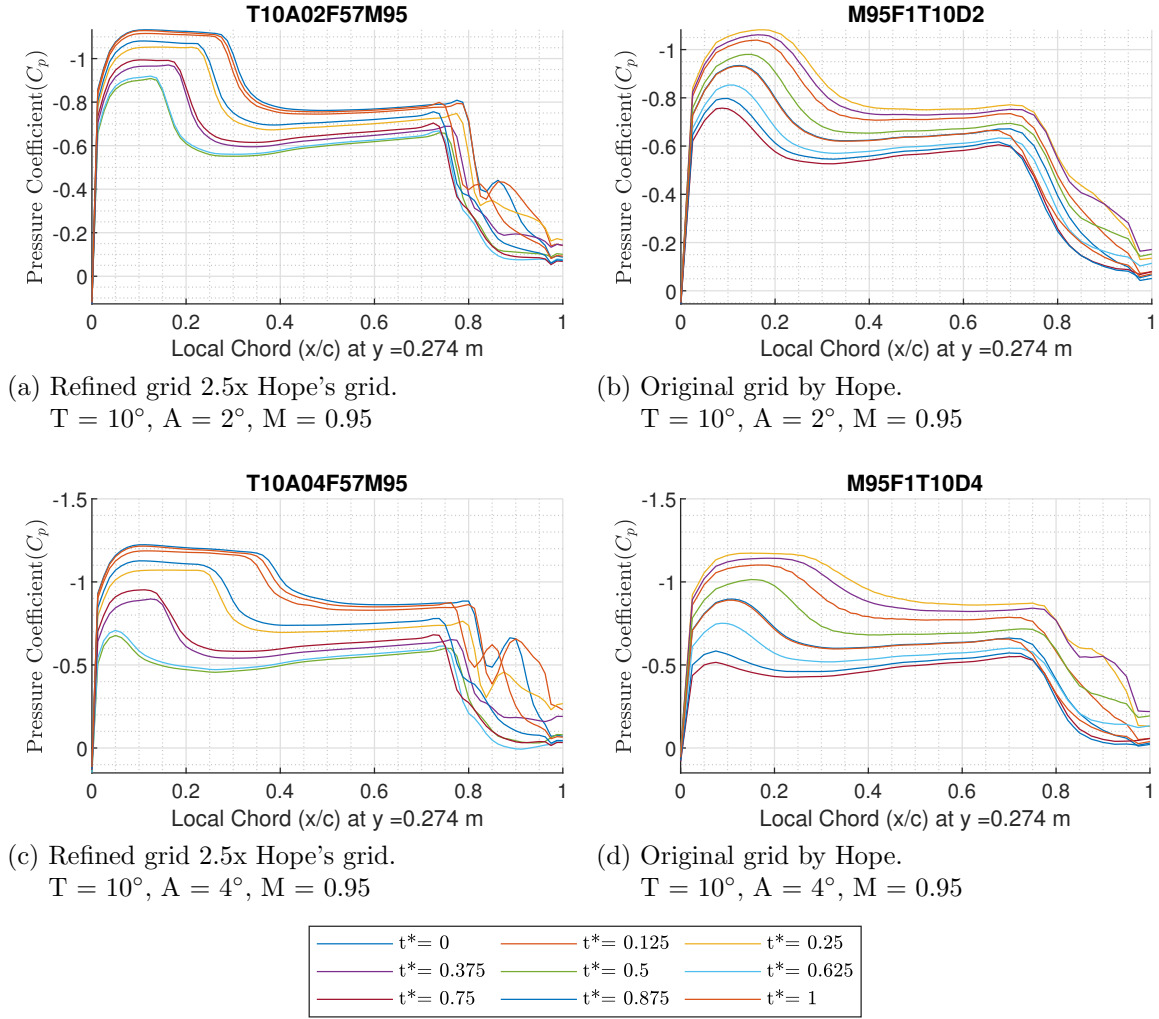 T10A02F57M95
Pressure Coefficient(Cp)
-1
-0.8
-0.6
-0.4
-0.2
0
0 0.2 0.4 0.6 0.8 1
Local Chord (x/c) at y =0.274 m
(a) Refined grid 2.5x Hope's grid.
T = 10°, A = 2°, M = 0.95
M95F1T10D2
Pressure Coefficient(Cp)
-1
-0.8
-0.6
-0.4
-0.2
0
0 0.2 0.4 0.6 0.8 1
Local Chord (x/c) at y =0.274 m
(b) Original grid by Hope.
T = 10°, A = 2°, M = 0.95
T10A04F57M95
Pressure Coefficient(Cp)
-1.5
-1
-0.5
0
0 0.2 0.4 0.6 0.8 1
Local Chord (x/c) at y =0.274 m
(c) Refined grid 2.5x Hope's grid.
T = 10°, A = 4°, M = 0.95
M95F1T10D4
Pressure Coefficient(Cp)
-1.5
-1
-0.5
0
0 0.2 0.4 0.6 0.8 1
Local Chord (x/c) at y =0.274 m
(d) Original grid by Hope.
T = 10°, A = 4°, M = 0.95
t*= 0 t*= 0.125 t*= 0.25
t*= 0.375 t*= 0.5 t*= 0.625
t*= 0.75 t*= 0.875 t*= 1